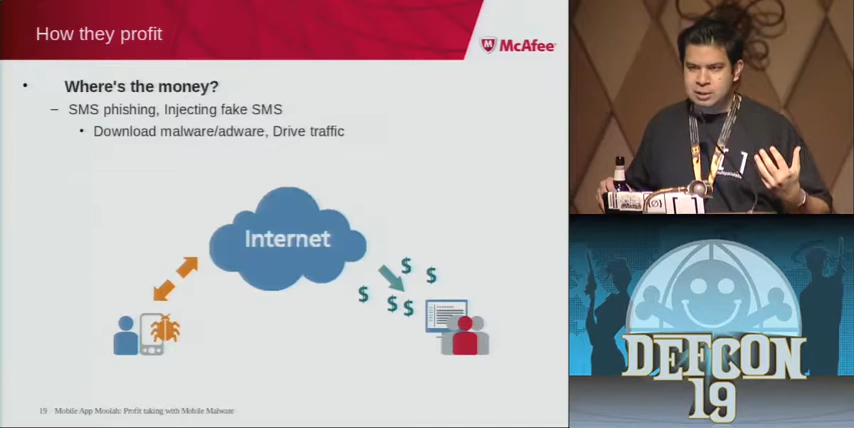 How they profit
McAfee
• Where's the money?
– SMS phishing, Injecting fake SMS
• Download malware/adware, Drive traffic
Internet
$ $ $ $ $
19 Mobile App Moolah: Profit taking with Mobile Malware
DEFCON
19